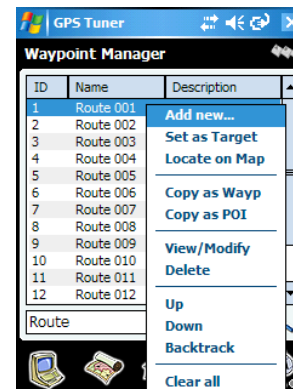 GPS Tuner
Waypoint Manager
ID Name Description
1 Route 001
2 Route 002
3 Route 003
4 Route 004
5 Route 005
6 Route 006
7 Route 007
8 Route 008
9 Route 009
10 Route 010
11 Route 011
12 Route 012
Route
Add new...
Set as Target
Locate on Map
Copy as Wayp
Copy as POI
View/Modify
Delete
Up
Down
Backtrack
Clear all